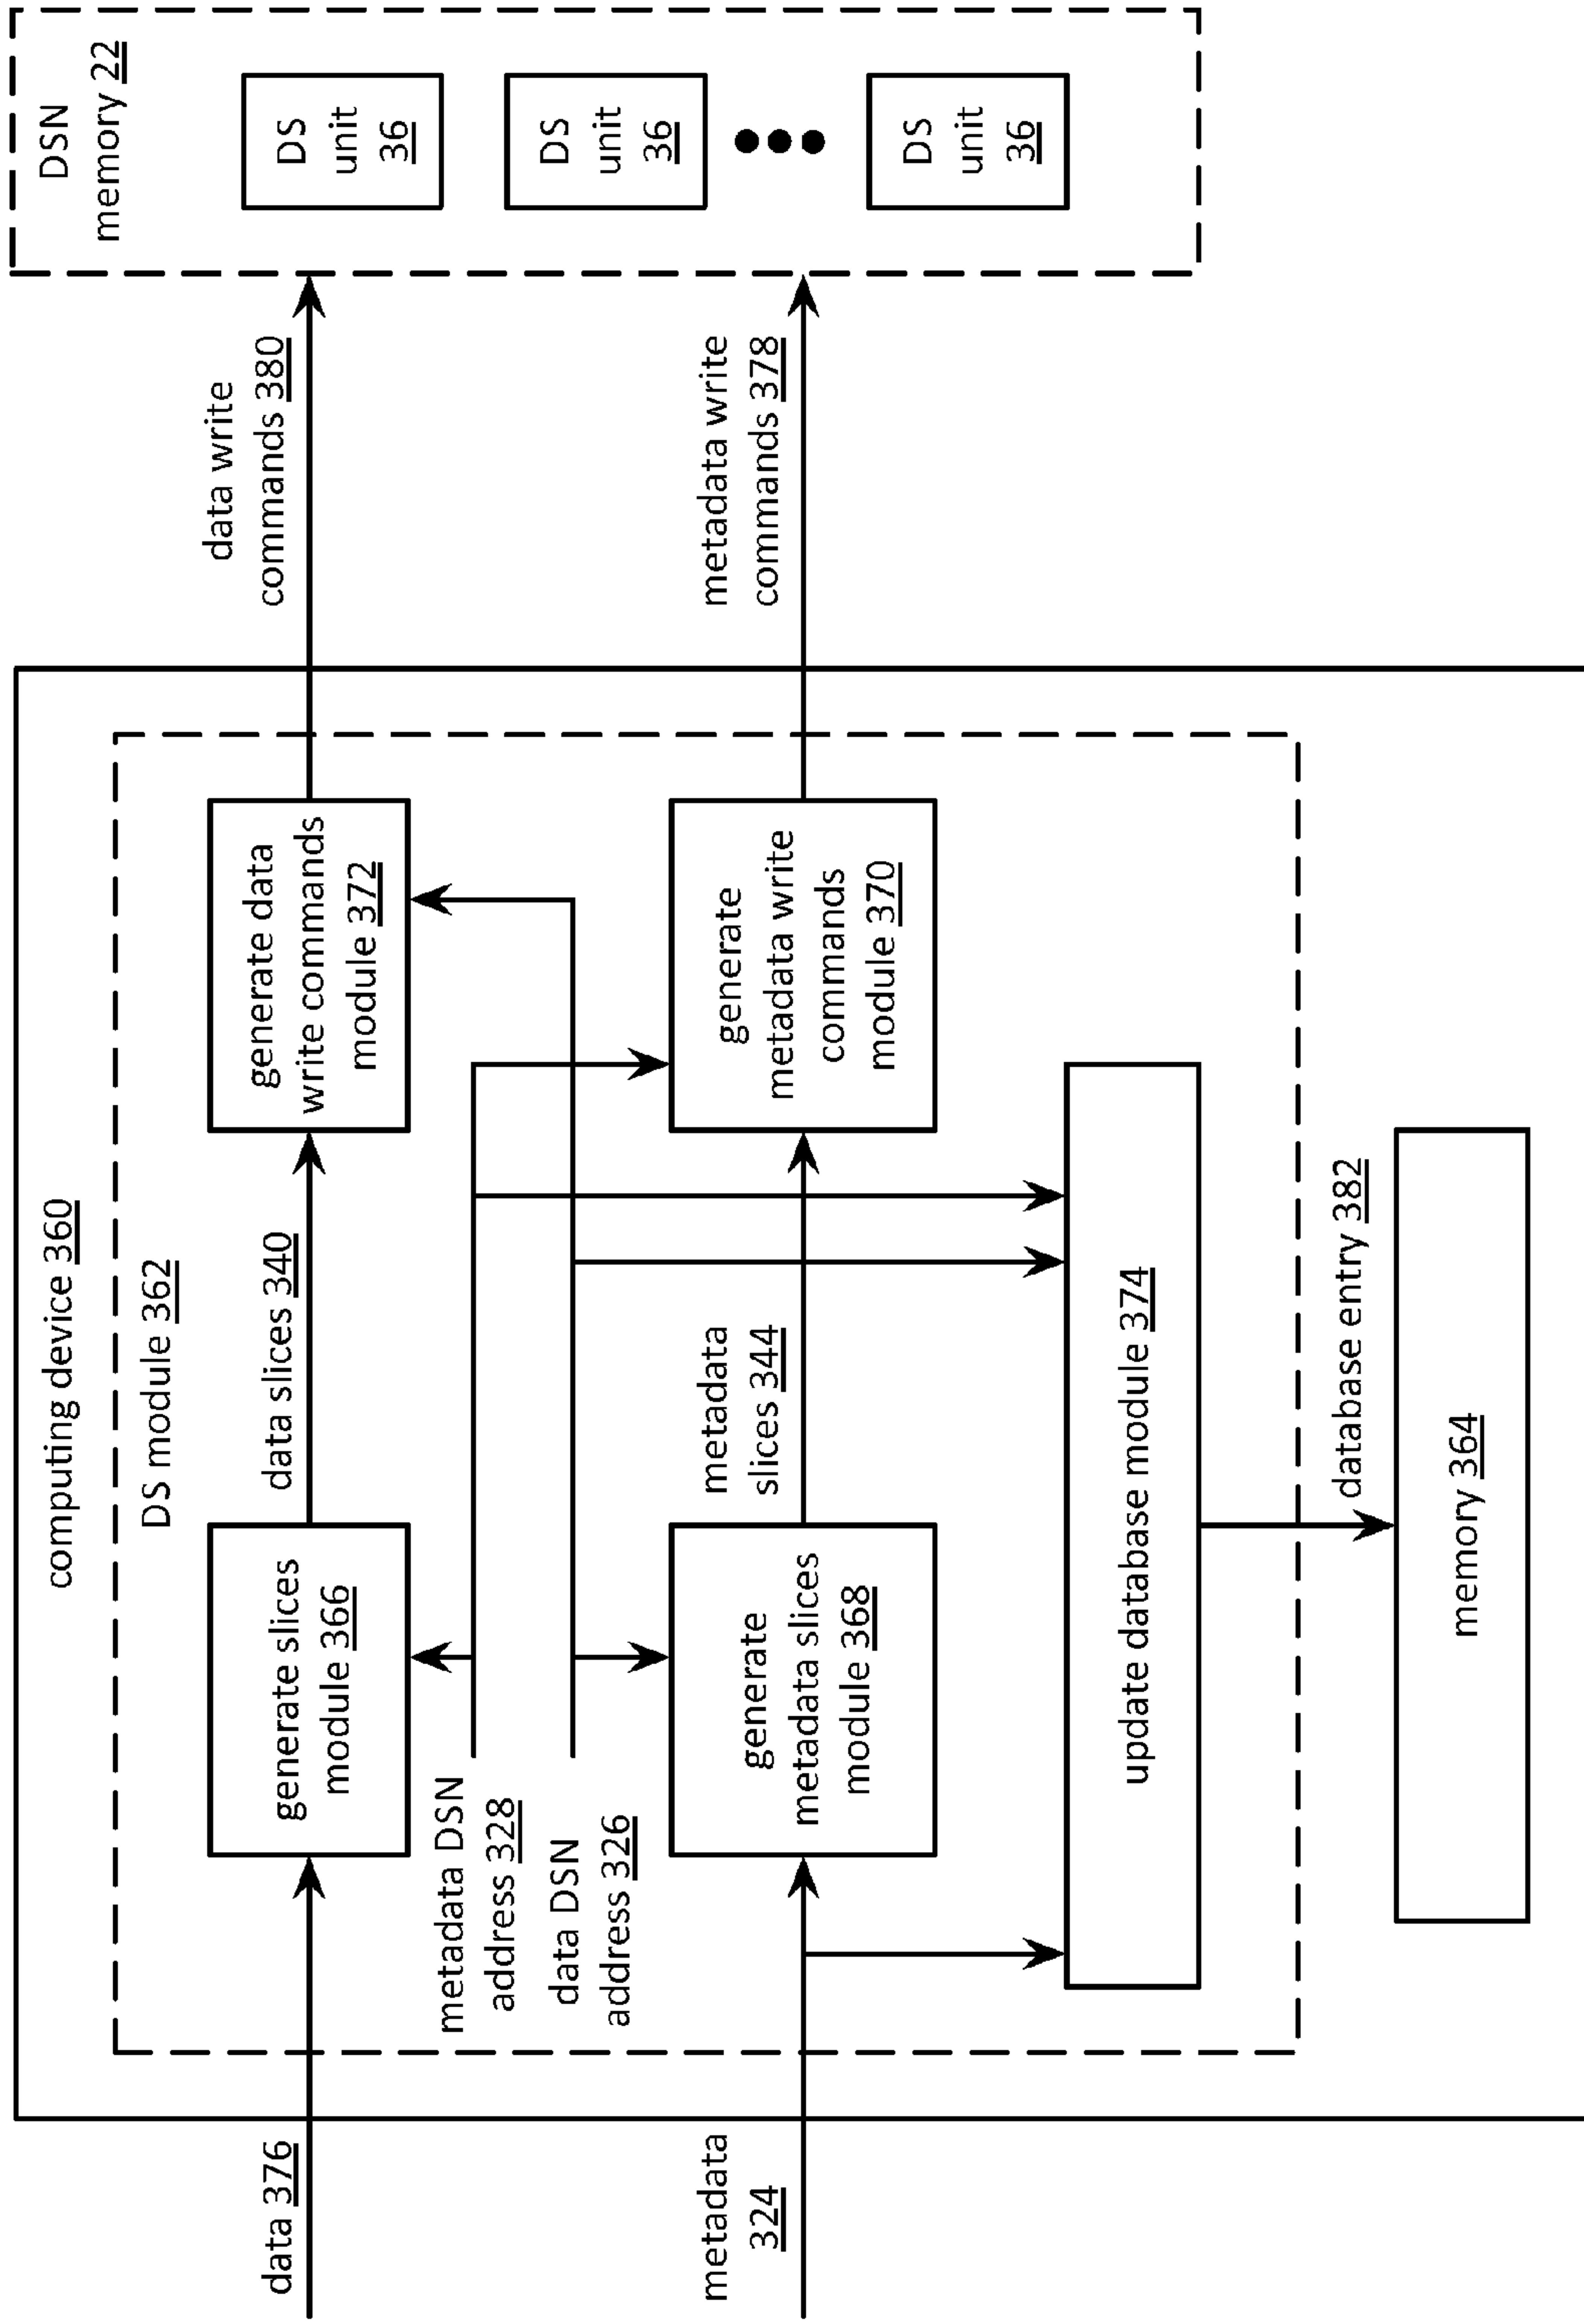 computing device 360
DS module 362
data 376
generate slices
module 366
data slices 340
generate data
write commands
module 372
data write
commands 380
DSN
memory 22
DS
unit
36
DS
unit
36
DS
unit
36
metadata DSN
address 328
data DSN
address 326
metadata
324
generate
metadata slices
module 368
metadata
slices 344
generate
metadata write
commands
module 370
metadata write
commands 378
update database module 374
database entry 382
memory 364